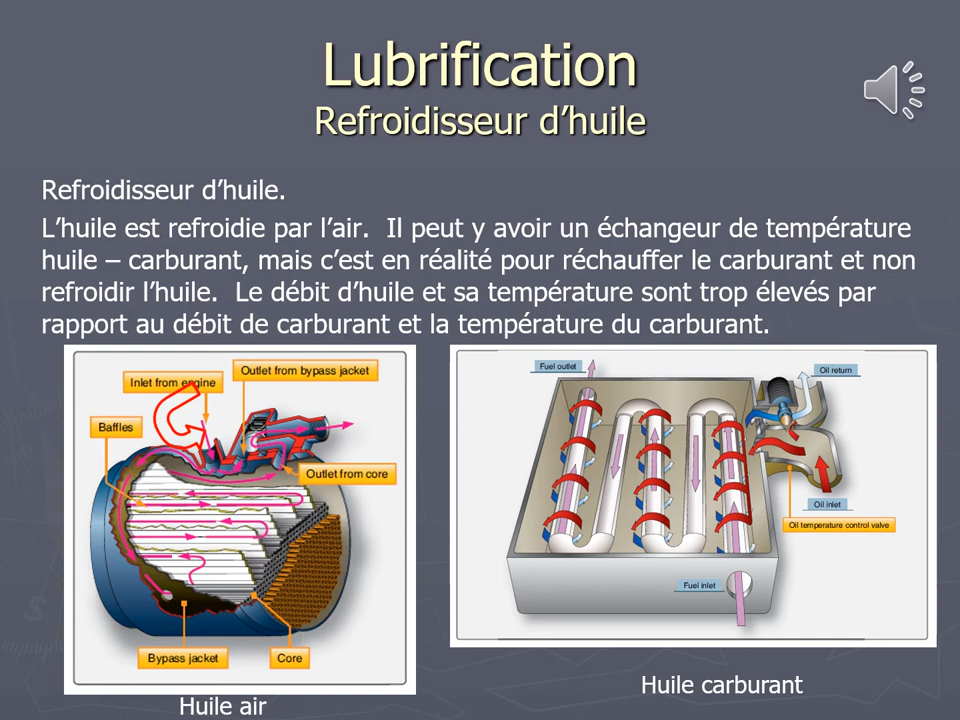 Lubrification
Refroidisseur d’huile
Refroidisseur d’huile.
L’huile est refroidie par l’air.  Il peut y avoir un échangeur de température
huile – carburant, mais c’est en réalité pour réchauffer le carburant et non
refroidir l’huile.  Le débit d’huile et sa température sont trop élevés par
rapport au débit de carburant et la température du carburant.
Outlet from bypass jacket
Inlet from engine
Baffles
Outlet from core
Bypass jacket
Core
Huile air
Fuel outlet
Oil return
Oil inlet
Oil temperature control valve
Fuel inlet
Huile carburant